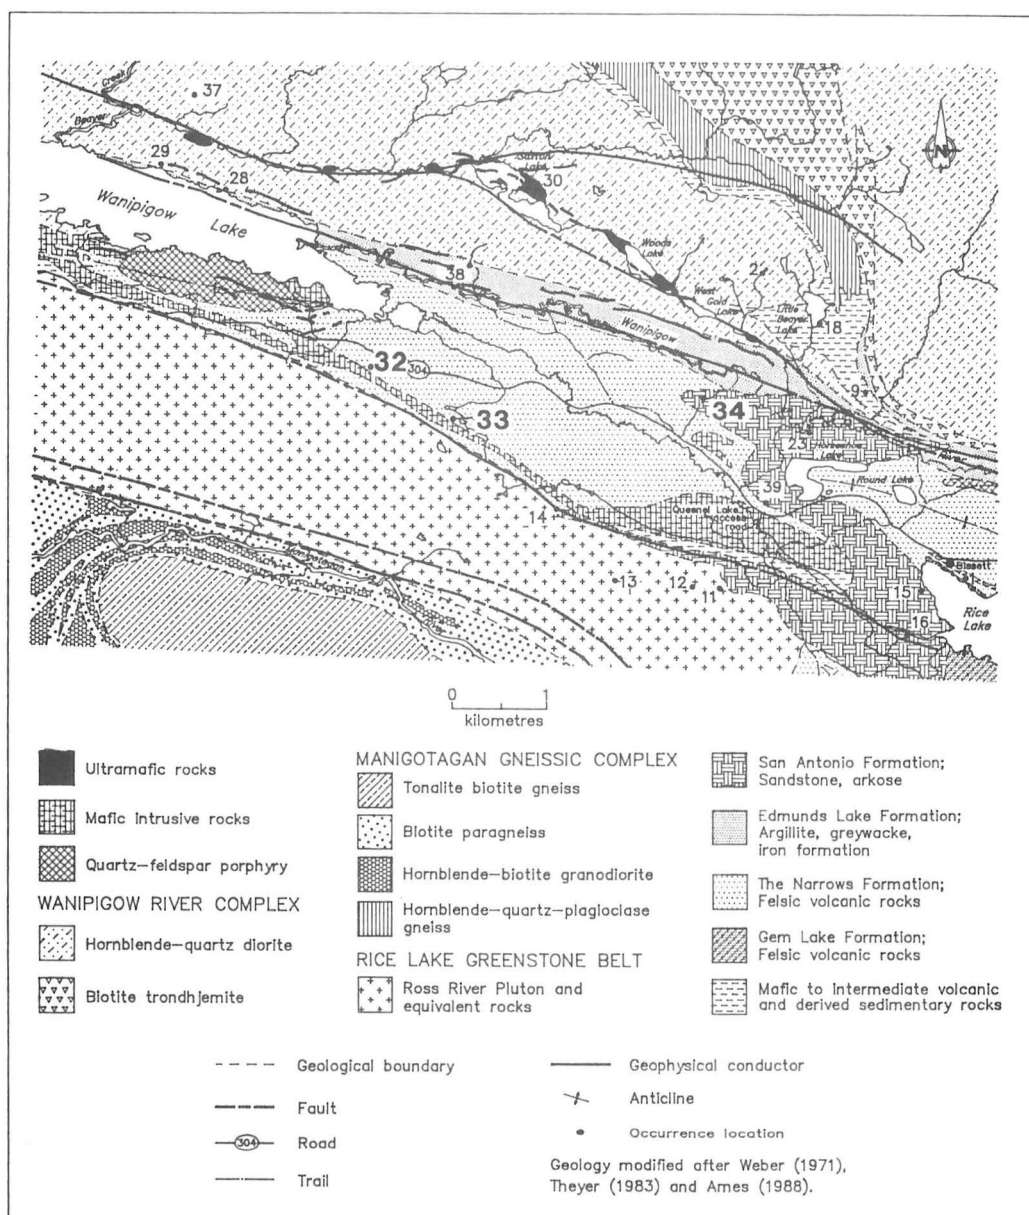 37
Creek
Beaver
N
29
28
30
Lake
Wanipigow
Lake
Woods
Lake
2
38
West
Gold
Lake
Little
Beaver
Lake
18
Wanipigow
32
304
9
33
34
23
Horseshoe
Lake
River
Round Lake
39
14
Quesnel Lake
access
road
Bissett
31
13
12
11
15
Rice
Lake
16
0 1
kilometres
Ultramafic rocks
Mafic Intrusive rocks
Quartz-feldspar porphyry
WANIPIGOW RIVER COMPLEX
Hornblende-quartz diorite
Biotite trondhjemite
MANIGOTAGAN GNEISSIC COMPLEX
Tonalite biotite gneiss
Biotite paragneiss
Hornblende-biotite granodiorite
Hornblende-quartz-plagioclase
gneiss
RICE LAKE GREENSTONE BELT
Ross River Pluton and
equivalent rocks
San Antonio Formation;
Sandstone, arkose
Edmunds Lake Formation;
Argillite, greywacke,
iron formation
The Narrows Formation;
Felsic volcanic rocks
Gem Lake Formation;
Felsic volcanic rocks
Mafic to intermediate volcanic
and derived sedimentary rocks
Geological boundary
Fault
304 Road
Trail
Geophysical conductor
Anticline
Occurrence location
Geology modified after Weber (1971),
Theyer (1983) and Ames (1988).